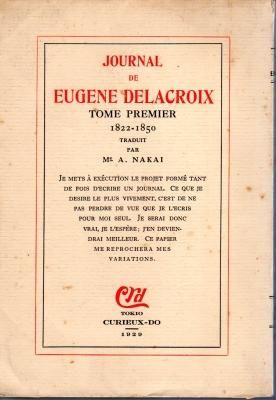 JOURNAL
DE
EUGENE DELACROIX
TOME PREMIER
1822-1850
TRADUIT
PAR
Mr. A. NAKAI
JE METS À EXÉCUTION LE PROJET FORMÉ TANT
DE FOIS D'ÉCRIRE UN JOURNAL. CE QUE JE
DESIRE LE PLUS VIVEMENT, C'EST DE NE
PAS PERDRE DE VUE QUE JE L'ECRIS
POUR MOI SEUL. JE SERAI DONC
VRAI, JE L'ESPÈRE; J'EN DEVIEN-
DRAI MEILLEUR. CE PAPIER
ME REPROCHERA MES
VARIATIONS.
TOKIO
CURIEUX-DO
1929